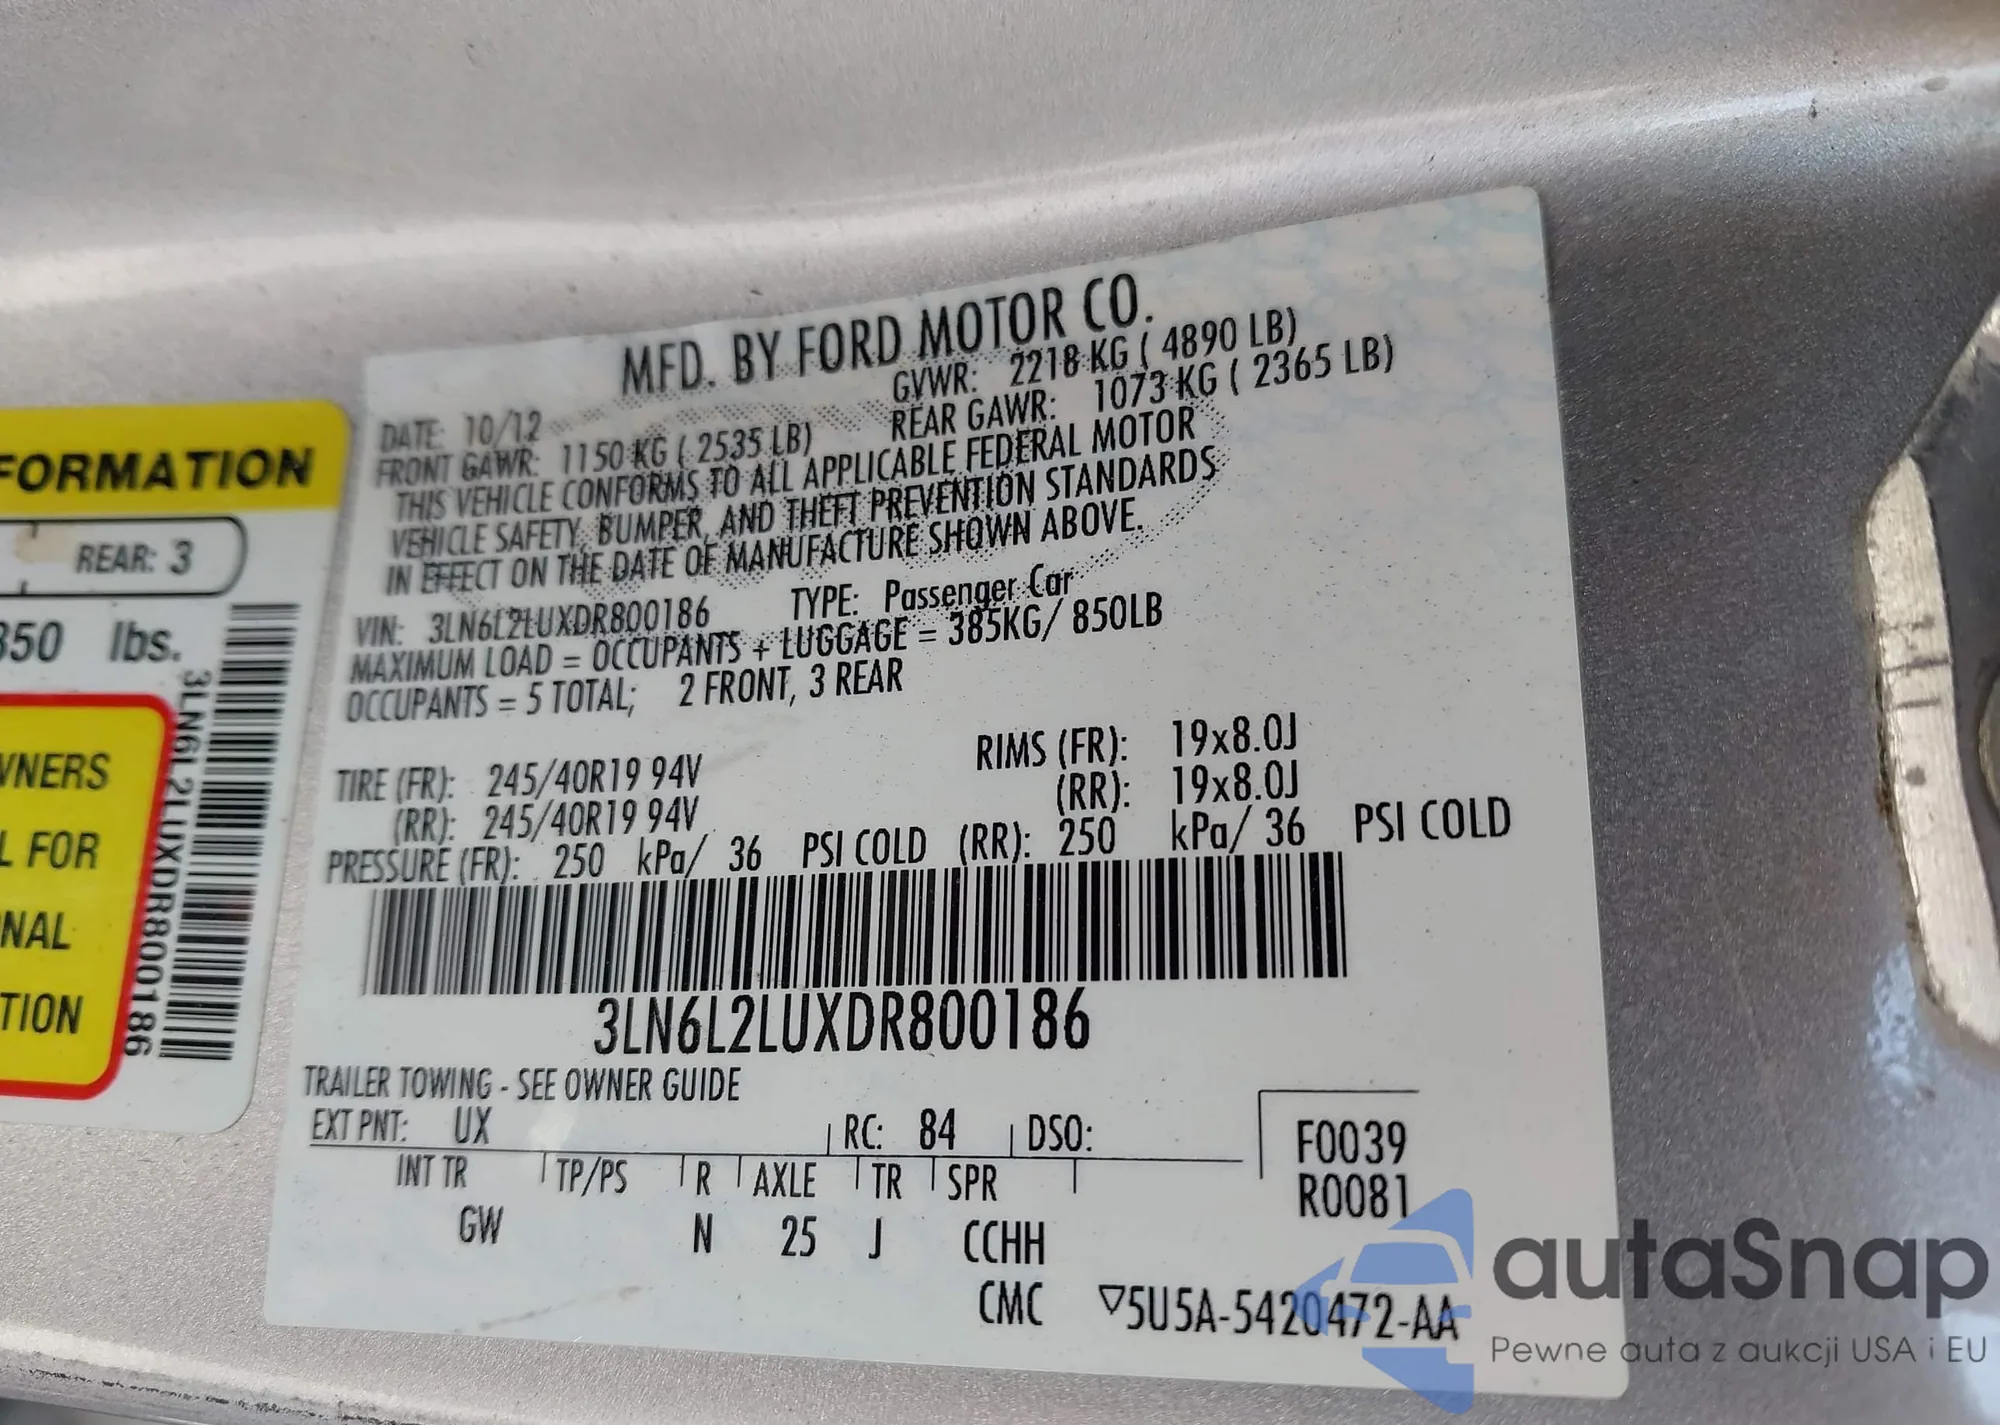 FORMATION
REAR: 3
850 lbs.
WNERS
L FOR
NAL
TION
3LN6L2LUXDR800186
MFD. BY FORD MOTOR CO.
DATE: 10/12 GVWR: 2218 KG ( 4890 LB)
FRONT GAWR: 1150 KG ( 2535 LB) REAR GAWR: 1073 KG ( 2365 LB)
THIS VEHICLE CONFORMS TO ALL APPLICABLE FEDERAL MOTOR
VEHICLE SAFETY, BUMPER, AND THEFT PREVENTION STANDARDS
IN EFFECT ON THE DATE OF MANUFACTURE SHOWN ABOVE.
VIN: 3LN6L2LUXDR800186 TYPE: Passenger Car
MAXIMUM LOAD = OCCUPANTS + LUGGAGE = 385KG/ 850LB
OCCUPANTS = 5 TOTAL; 2 FRONT, 3 REAR
TIRE (FR): 245/40R19 94V RIMS (FR): 19x8.0J
(RR): 245/40R19 94V (RR): 19x8.0J
PRESSURE (FR): 250 kPa/ 36 PSI COLD (RR): 250 kPa/ 36 PSI COLD
3LN6L2LUXDR800186
TRAILER TOWING - SEE OWNER GUIDE
EXT PNT: UX RC: 84 DSO: F0039
INT TR TP/PS R AXLE TR SPR R0081
GW N 25 J CCHH
CMC ▽5U5A-5420472-AA
autaSnap
Pewne auta z aukcji USA i EU